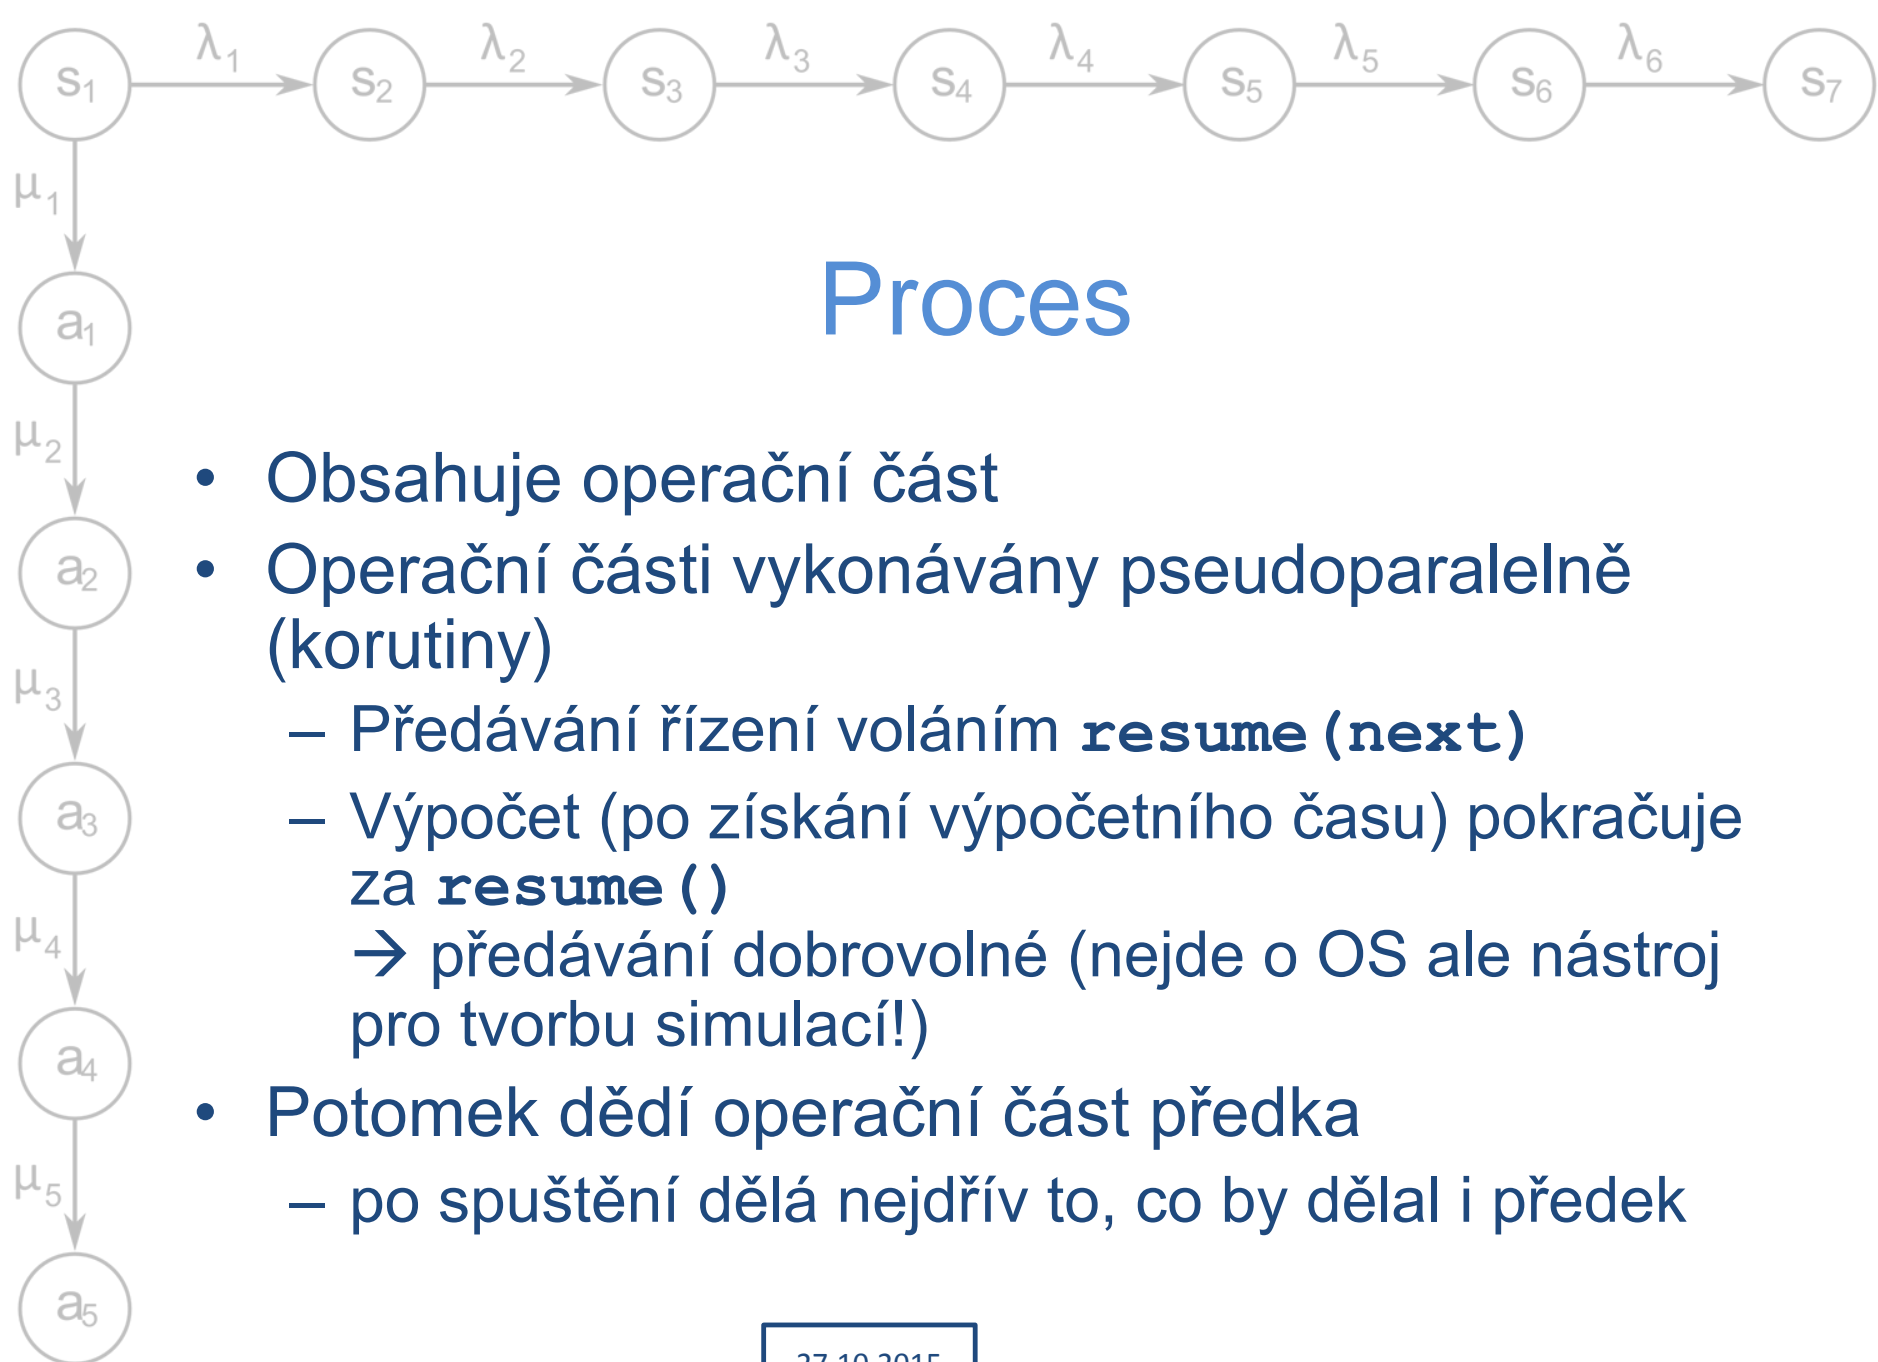 λ1 λ2 λ3 λ4 λ5 λ6
s1 s2 s3 s4 s5 s6 s7
μ1
Proces
a1
μ2
• Obsahuje operační část
a2
• Operační části vykonávány pseudoparalelně
(korutiny)
μ3
– Předávání řízení voláním resume(next)
a3
– Výpočet (po získání výpočetního času) pokračuje
za resume()
μ4
→ předávání dobrovolné (nejde o OS ale nástroj
pro tvorbu simulací!)
a4
• Potomek dědí operační část předka
μ5
– po spuštění dělá nejdřív to, co by dělal i předek
a5
27.10.2015